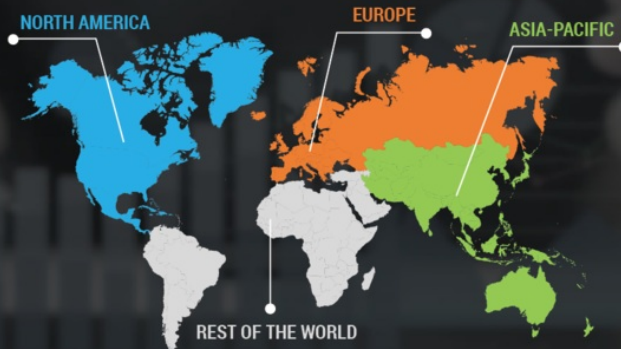 NORTH AMERICA
EUROPE
ASIA-PACIFIC
REST OF THE WORLD